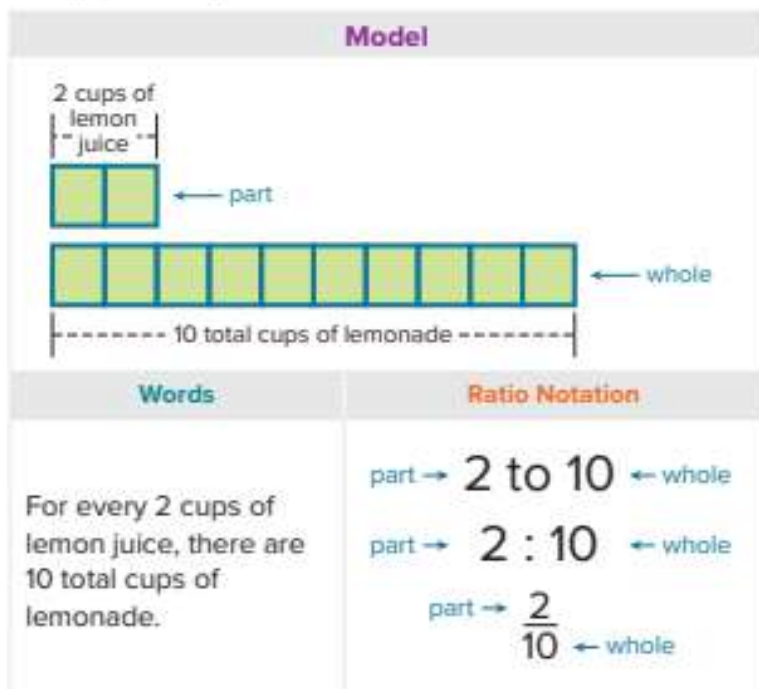 Model
2 cups of
lemon
juice
part
whole
10 total cups of lemonade
Words
Ratio Notation
For every 2 cups of
lemon juice, there are
10 total cups of
lemonade.
part → 2 to 10 ← whole
part → 2 : 10 ← whole
part → 2
10 ← whole